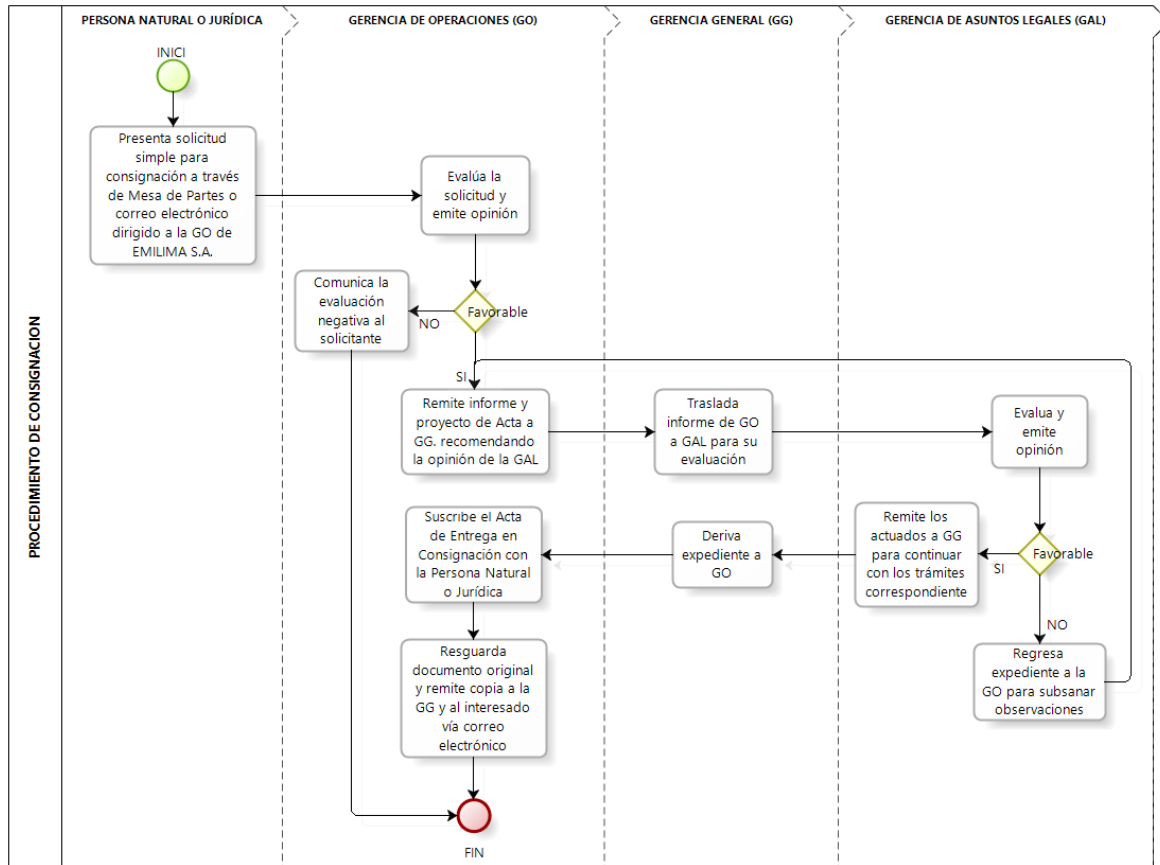 PERSONA NATURAL O JURÍDICA
GERENCIA DE OPERACIONES (GO)
GERENCIA GENERAL (GG)
GERENCIA DE ASUNTOS LEGALES (GAL)
PROCEDIMIENTO DE CONSIGNACION
INICI
Presenta solicitud
simple para
consignación a través
de Mesa de Partes o
correo electrónico
dirigido a la GO de
EMILIMA S.A.
Evalúa la
solicitud y
emite opinión
Favorable
NO
Comunica la
evaluación
negativa al
solicitante
SI
Remite informe y
proyecto de Acta a
GG. recomendando
la opinión de la GAL
Traslada
informe de GO
a GAL para su
evaluación
Evalua y
emite
opinión
Favorable
SI
Remite los
actuados a GG
para continuar
con los trámites
correspondiente
Deriva
expediente a
GO
Suscribe el Acta
de Entrega en
Consignación con
la Persona Natural
o Jurídica
NO
Regresa
expediente a la
GO para subsanar
observaciones
Resguarda
documento original
y remite copia a la
GG y al interesado
vía correo
electrónico
FIN